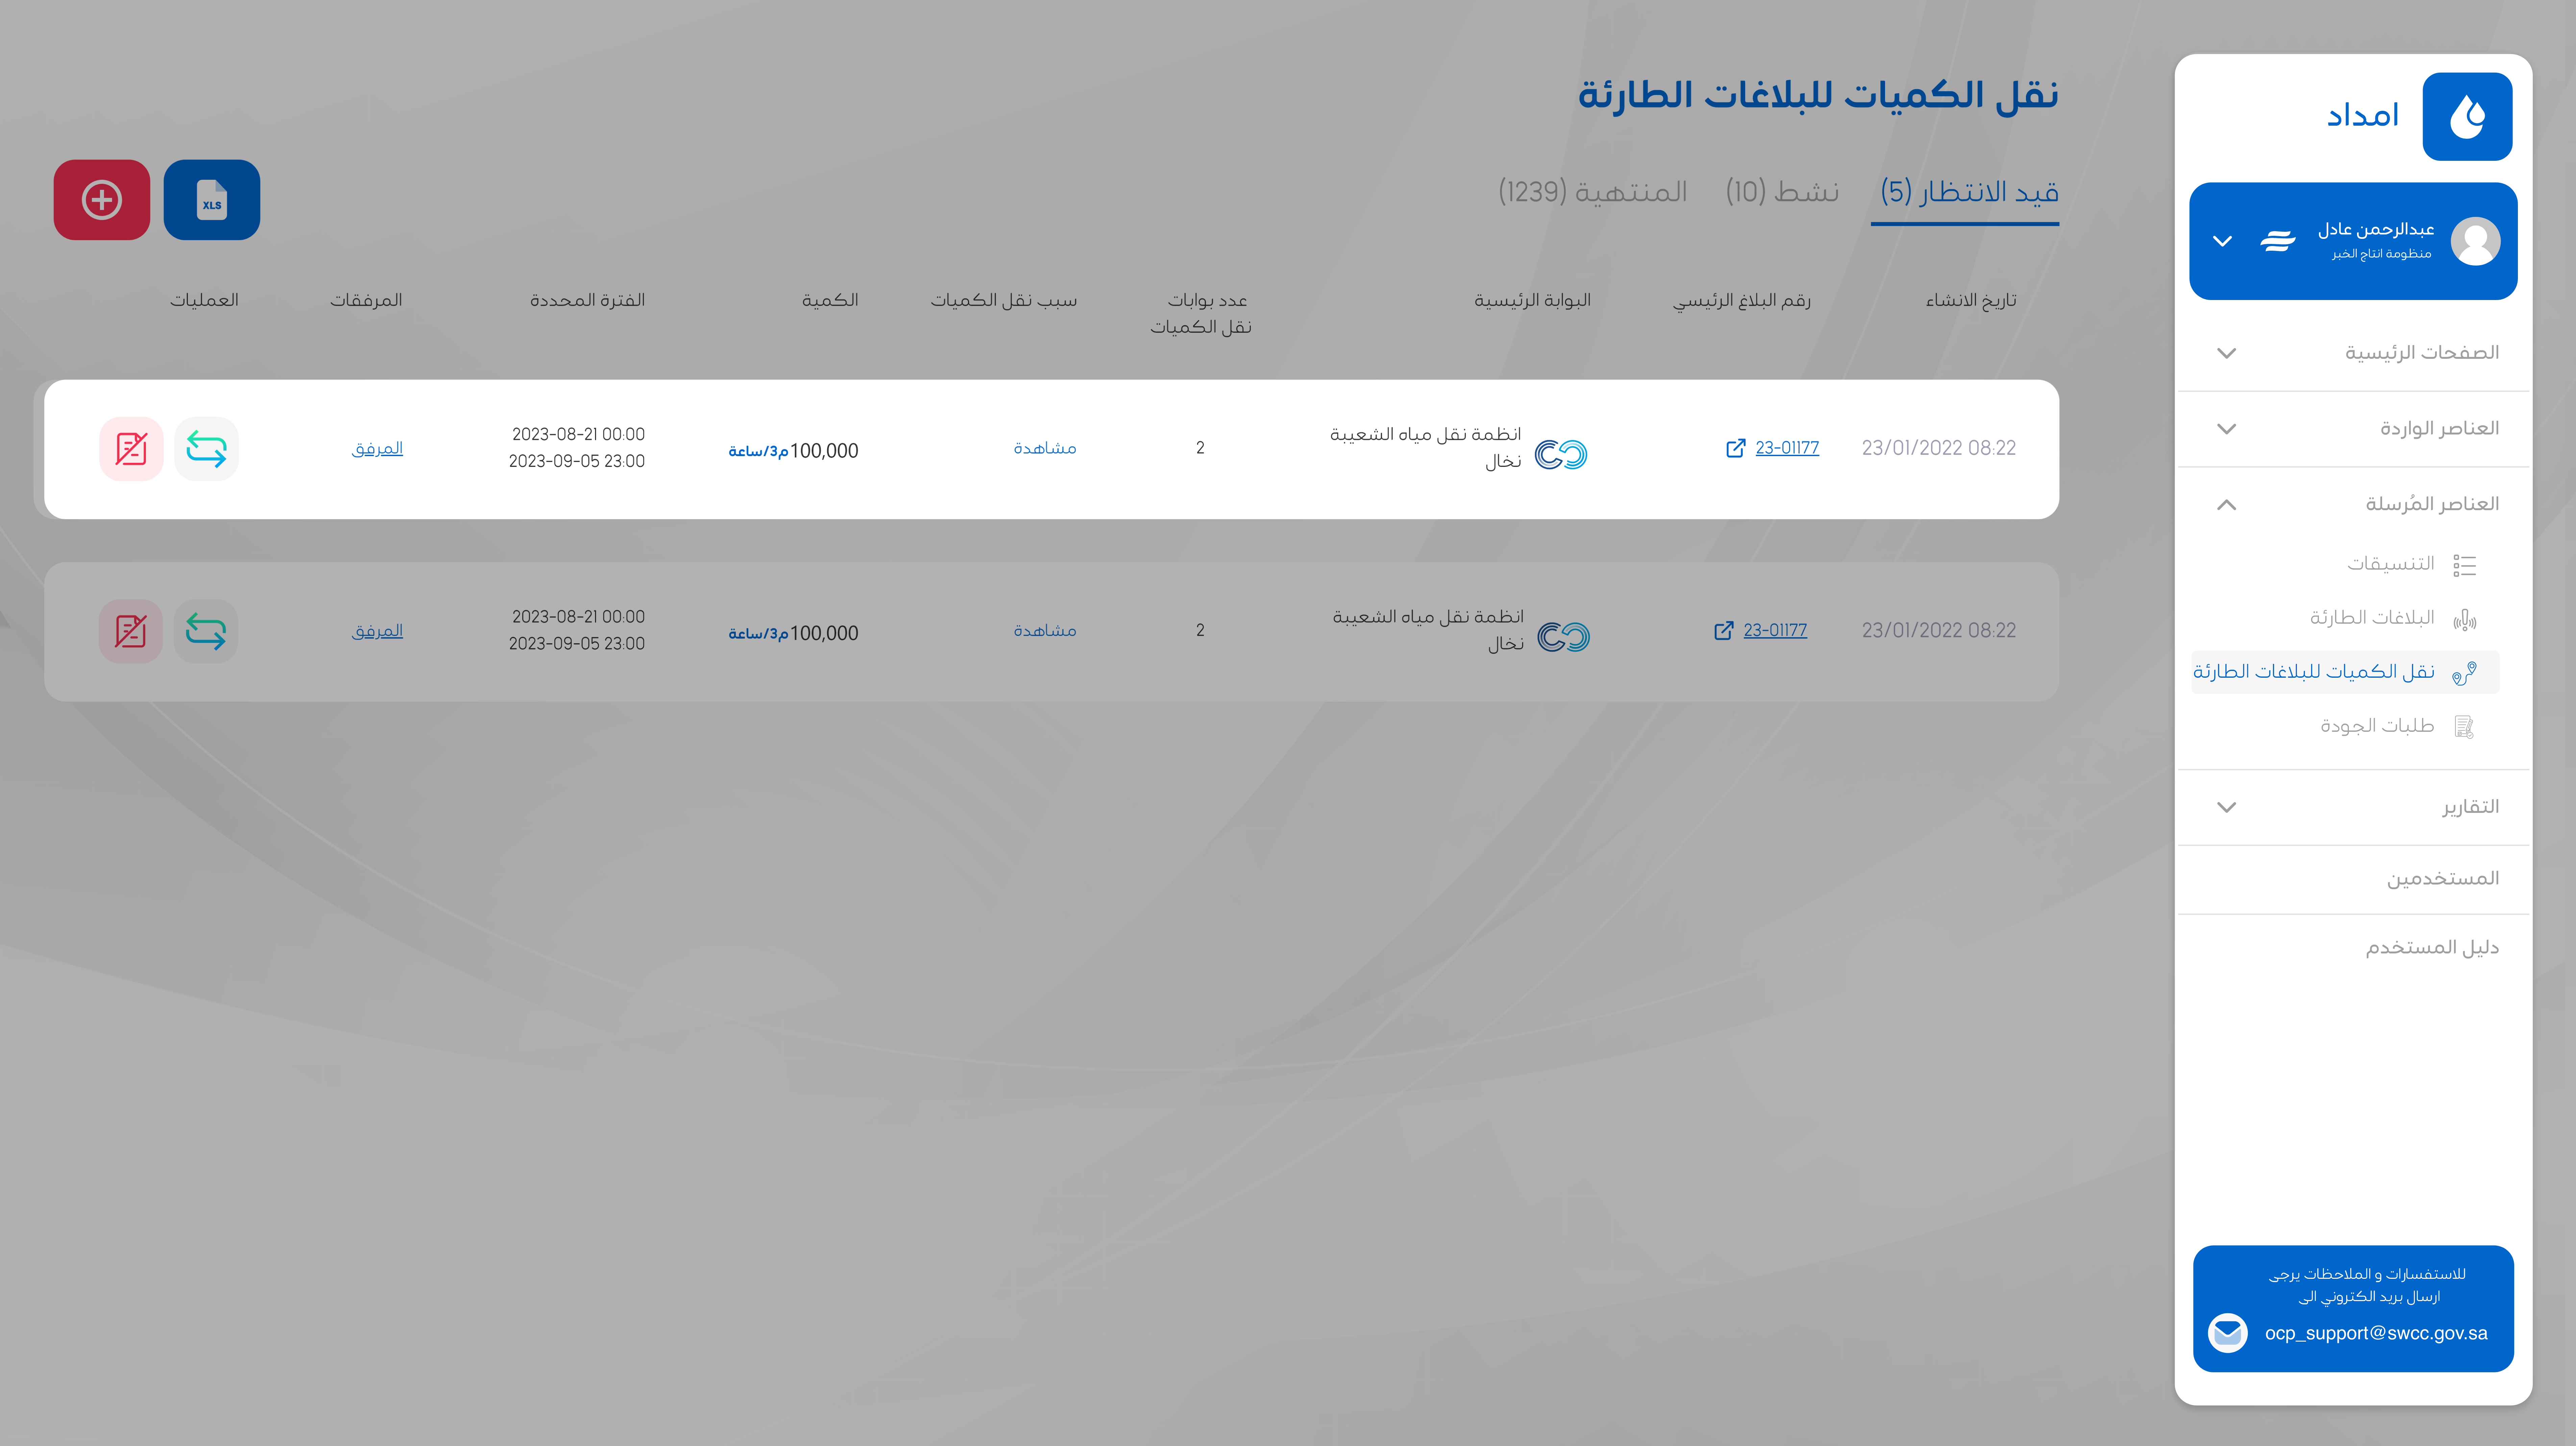 امداد
عبدالرحمن عادل
منظومة انتاج الخبر
الصفحات الرئيسية
العناصر الواردة
العناصر المُرسلة
التنسيقات
البلاغات الطارئة
نقل الكميات للبلاغات الطارئة
طلبات الجودة
التقارير
المستخدمين
دليل المستخدم
للاستفسارات و الملاحظات يرجى
ارسال بريد الكتروني الى
ocp_support@swcc.gov.sa
نقل الكميات للبلاغات الطارئة
قيد الانتظار (5) نشط (10) المنتهية (1239)
XLS
تاريخ الانشاء رقم البلاغ الرئيسي البوابة الرئيسية عدد بوابات سبب نقل الكميات الكمية الفترة المحددة المرفقات العمليات
نقل الكميات
23/01/2022 08:22 23-01177 انظمة نقل مياه الشعيبة 2 مشاهدة 100,000م3/ساعة 2023-08-21 00:00 المرفق
نخال 2023-09-05 23:00
23/01/2022 08:22 23-01177 انظمة نقل مياه الشعيبة 2 مشاهدة 100,000م3/ساعة 2023-08-21 00:00 المرفق
نخال 2023-09-05 23:00